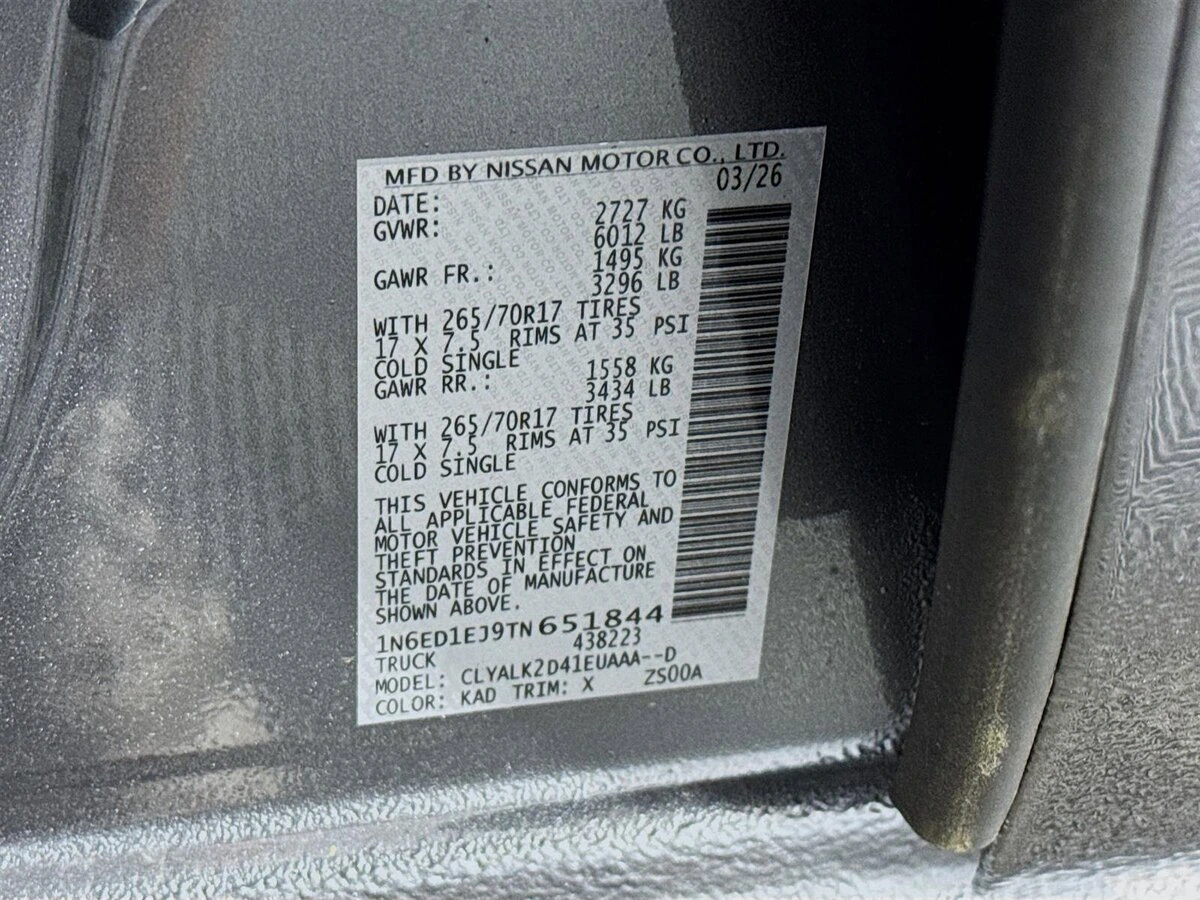 MFD BY NISSAN MOTOR CO., LTD.
DATE: 03/26
GVWR: 2727 KG
6012 LB
GAWR FR.: 1495 KG
3296 LB
WITH 265/70R17 TIRES
17 X 7.5 RIMS AT 35 PSI
COLD SINGLE
GAWR RR.: 1558 KG
3434 LB
WITH 265/70R17 TIRES
17 X 7.5 RIMS AT 35 PSI
COLD SINGLE
THIS VEHICLE CONFORMS TO
ALL APPLICABLE FEDERAL
MOTOR VEHICLE SAFETY AND
THEFT PREVENTION
STANDARDS IN EFFECT ON
THE DATE OF MANUFACTURE
SHOWN ABOVE.
1N6ED1EJ9TN651844
TRUCK 438223
MODEL: CLYALK2D41EUAAA--D
COLOR: KAD TRIM: X ZS00A